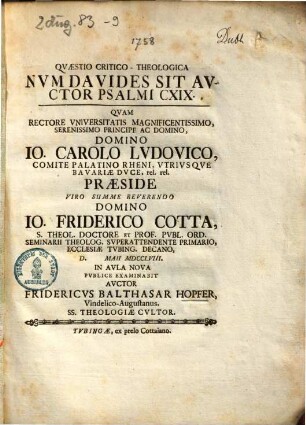 2 Aug. 83 -9
1758
Dubl
QVÆSTIO CRITICO - THEOLOGICA
NVM DAVIDES SIT AV-
CTOR PSALMI CXIX.,
QVAM
RECTORE VNIVERSITATIS MAGNIFICENTISSIMO,
SERENISSIMO PRINCIPE AC DOMINO,
DOMINO
IO. CAROLO LVDOVICO,
COMITE PALATINO RHENI, VTRIVSQVE
BAVARIÆ DVCE, rel. rel.
PRÆSIDE
VIRO SUMME REVERENDO
DOMINO
IO. FRIDERICO COTTA,
S. THEOL. DOCTORE ET PROF. PVBL. ORD.
SEMINARII THEOLOG. SVPERATTENDENTE PRIMARIO,
ECCLESIÆ TVBING. DECANO,
D. MAII MDCCLVIII.
IN AVLA NOVA
PVBLICE EXAMINABIT
AVCTOR
FRIDERICVS BALTHASAR HOPFER,
Vindelico-Augustanus.
SS. THEOLOGIÆ CVLTOR.
TVBINGÆ, ex prelo Cottaiano.